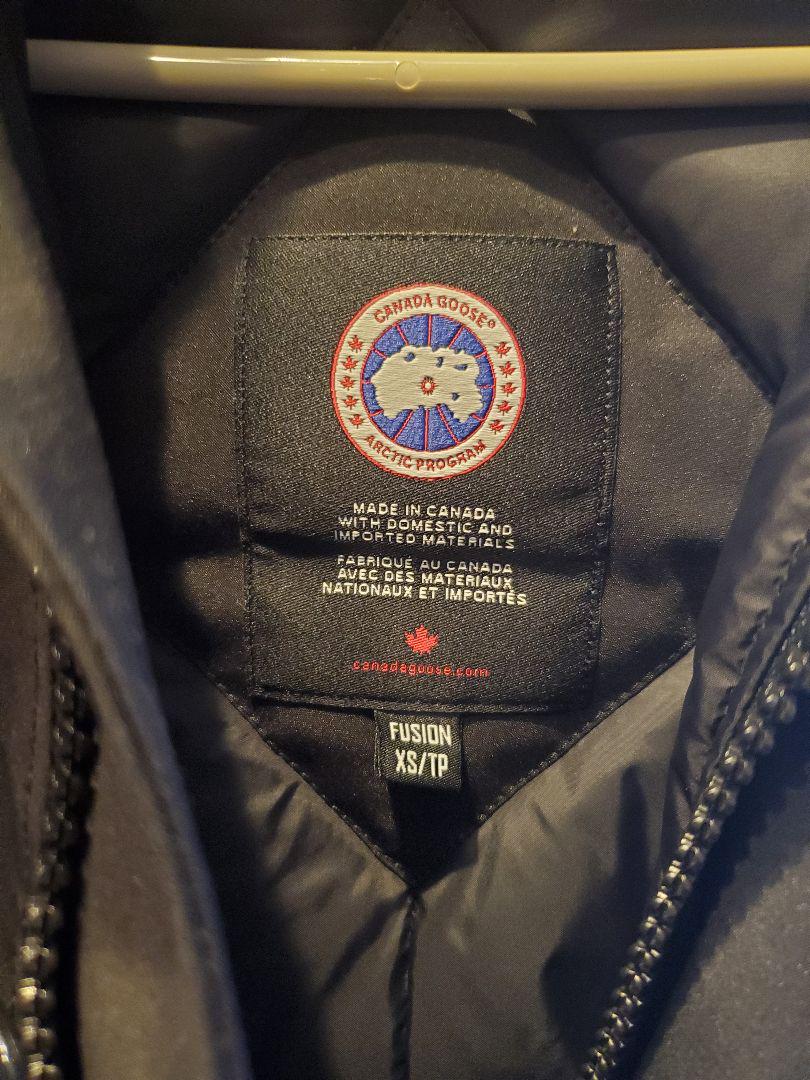 CANADA GOOSE®
ARCTIC PROGRAM
MADE IN CANADA
WITH DOMESTIC AND
IMPORTED MATERIALS
FABRIQUÉ AU CANADA
AVEC DES MATERIAUX
NATIONAUX ET IMPORTÉS
canadagoose.com
FUSION
XS/TP